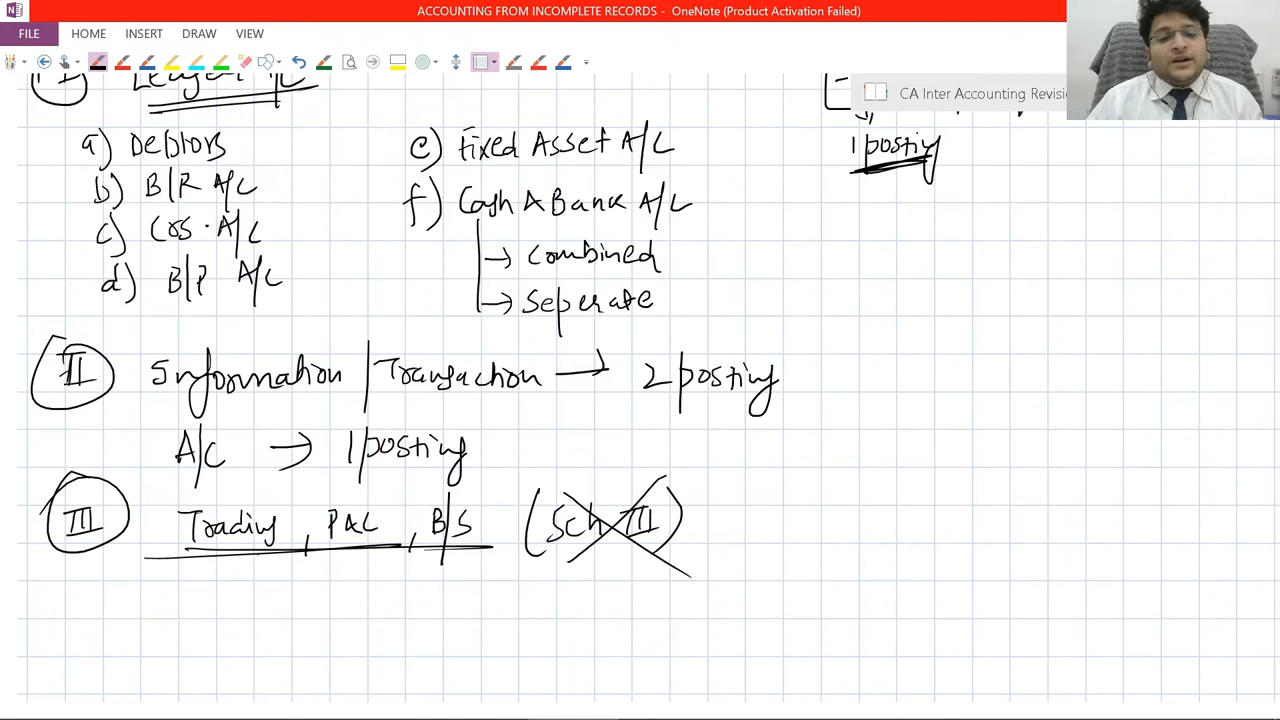 ACCOUNTING FROM INCOMPLETE RECORDS - OneNote (Product Activation Failed)
FILE HOME INSERT DRAW VIEW
CA Inter Accounting Revisi
A/C
1 posting
a) Debtors
b) B/R A/C
c) Crs. A/C
d) B/P A/C
e) Fixed Asset A/C
f) Cash & Bank A/C
→ Combined
→ Seperate
II Information / Transaction → 2 posting
A/C → 1 posting
III Trading, P&L, B/S (Sch III)